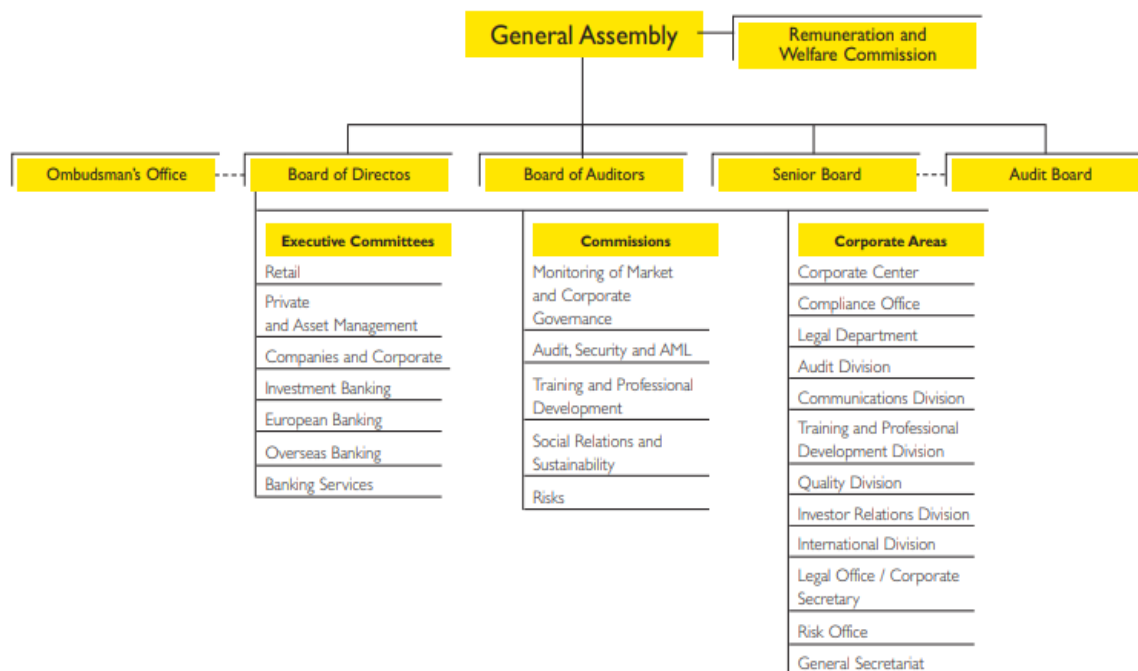 General Assembly
Remuneration and
Welfare Commission
Ombudsman's Office
Board of Directos
Board of Auditors
Senior Board
Audit Board
Executive Committees
Retail
Private
and Asset Management
Companies and Corporate
Investment Banking
European Banking
Overseas Banking
Banking Services
Commissions
Monitoring of Market
and Corporate
Governance
Audit, Security and AML
Training and Professional
Development
Social Relations and
Sustainability
Risks
Corporate Areas
Corporate Center
Compliance Office
Legal Department
Audit Division
Communications Division
Training and Professional
Development Division
Quality Division
Investor Relations Division
International Division
Legal Office / Corporate
Secretary
Risk Office
General Secretariat